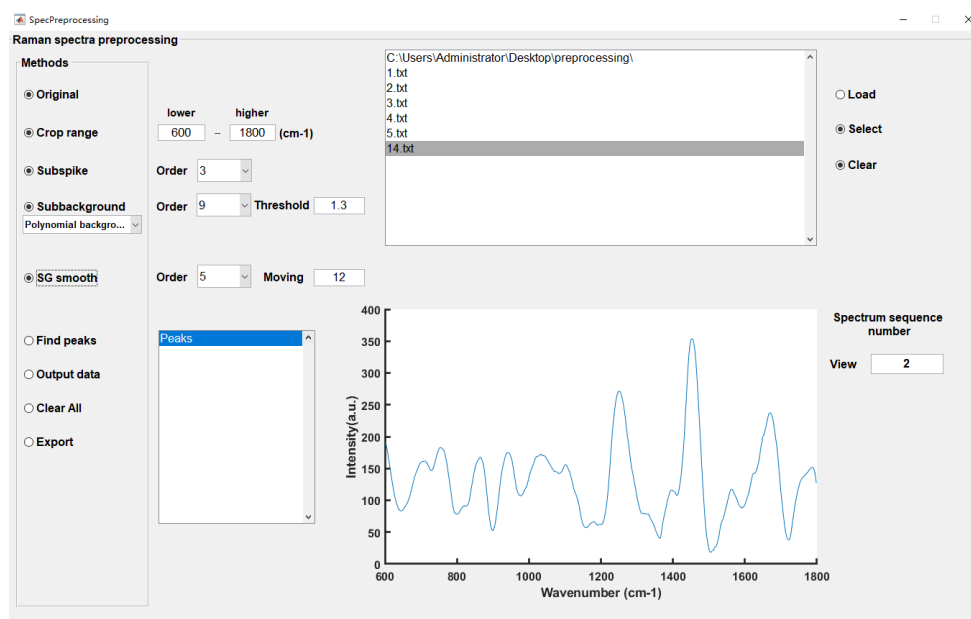 SpecPreprocessing
Raman spectra preprocessing
Methods
Original
Crop range
Subspike
Subbackground
Polynomial backgro...
SG smooth
Find peaks
Output data
Clear All
Export
lower higher
600 -- 1800 (cm-1)
Order 3
Order 9 Threshold 1.3
Order 5 Moving 12
Peaks
C:\Users\Administrator\Desktop\preprocessing\
1.txt
2.txt
3.txt
4.txt
5.txt
14.txt
Load
Select
Clear
Spectrum sequence
number
View 2
400
350
300
250
200
150
100
50
0
Intensity(a.u.)
600 800 1000 1200 1400 1600 1800
Wavenumber (cm-1)